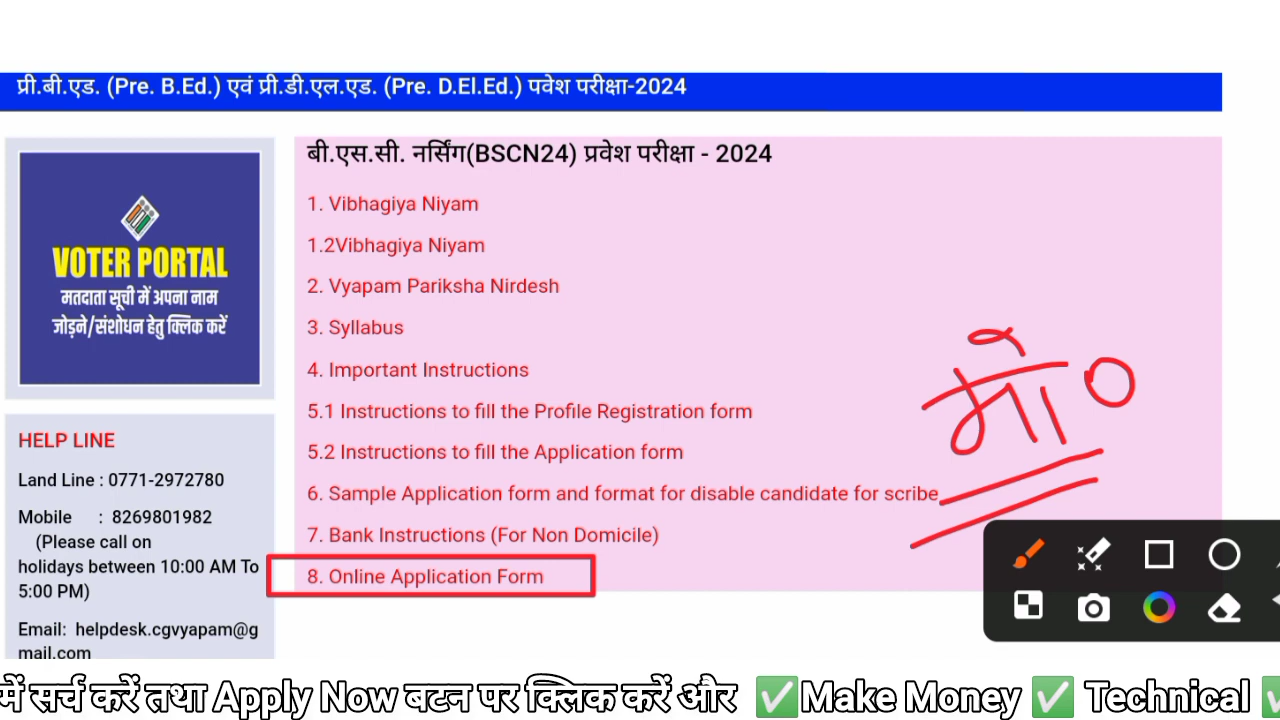 प्री.बी.एड. (Pre. B.Ed.) एवं प्री.डी.एल.एड. (Pre. D.El.Ed.) पवेश परीक्षा-2024
VOTER PORTAL
मतदाता सूची में अपना नाम
जोड़ने/संशोधन हेतु क्लिक करें
HELP LINE
Land Line : 0771-2972780
Mobile : 8269801982
(Please call on
holidays between 10:00 AM To
5:00 PM)
Email: helpdesk.cgvyapam@g
mail.com
बी.एस.सी. नर्सिंग(BSCN24) प्रवेश परीक्षा - 2024
1. Vibhagiya Niyam
1.2Vibhagiya Niyam
2. Vyapam Pariksha Nirdesh
3. Syllabus
4. Important Instructions
5.1 Instructions to fill the Profile Registration form
5.2 Instructions to fill the Application form
6. Sample Application form and format for disable candidate for scribe
7. Bank Instructions (For Non Domicile)
8. Online Application Form
मो०
में सर्च करें तथा Apply Now बटन पर क्लिक करें और ✅Make Money ✅ Technical ✅